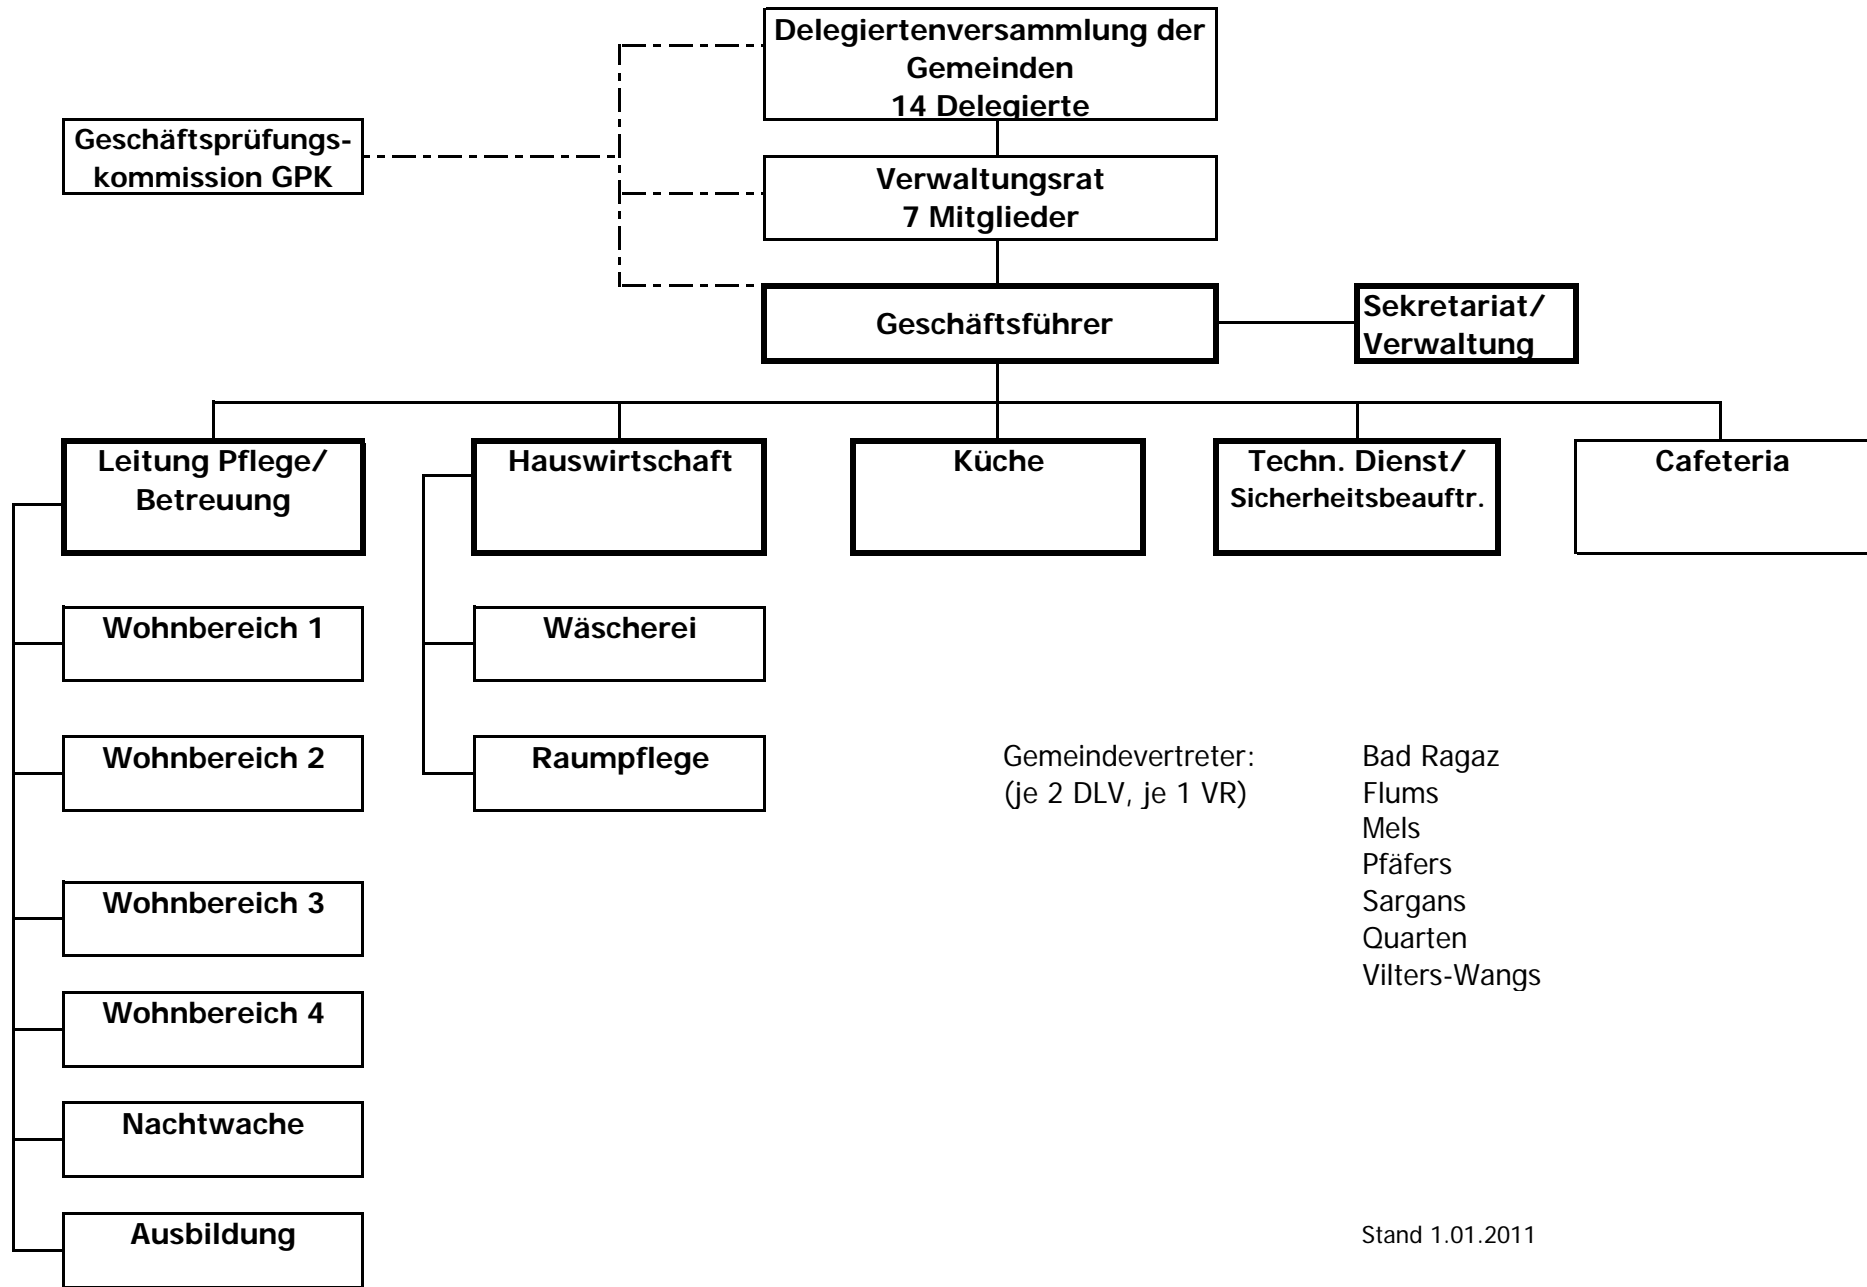 Delegiertenversammlung der
Gemeinden
14 Delegierte
Geschäftsprüfungs-
kommission GPK
Verwaltungsrat
7 Mitglieder
Geschäftsführer
Sekretariat/
Verwaltung
Leitung Pflege/
Betreuung
Hauswirtschaft
Küche
Techn. Dienst/
Sicherheitsbeauftr.
Cafeteria
Wohnbereich 1
Wäscherei
Wohnbereich 2
Raumpflege
Gemeindevertreter:
(je 2 DLV, je 1 VR)
Bad Ragaz
Flums
Mels
Pfäfers
Sargans
Quarten
Vilters-Wangs
Wohnbereich 3
Wohnbereich 4
Nachtwache
Ausbildung
Stand 1.01.2011